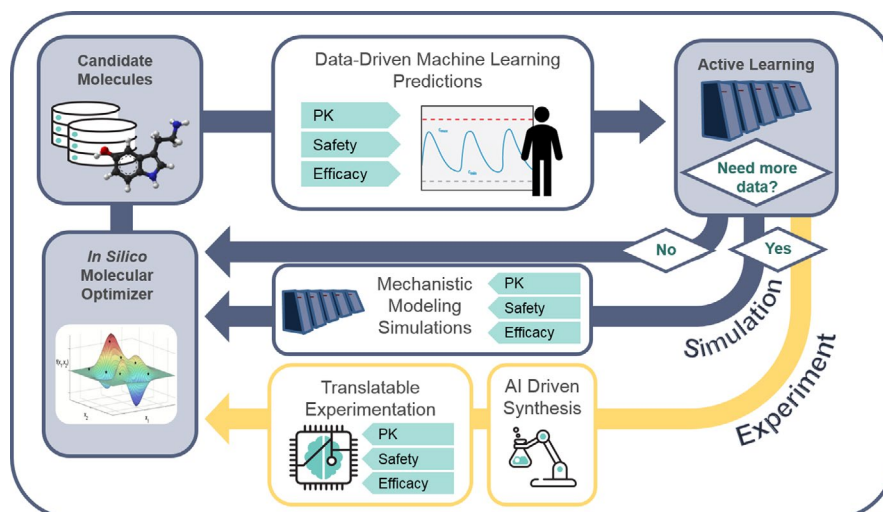 Candidate
Molecules
Data-Driven Machine Learning
Predictions
PK
Safety
Efficacy
Active Learning
Need more
data?
No
Yes
In Silico
Molecular
Optimizer
Mechanistic
Modeling
Simulations
PK
Safety
Efficacy
Simulation
Experiment
Translatable
Experimentation
PK
Safety
Efficacy
AI Driven
Synthesis